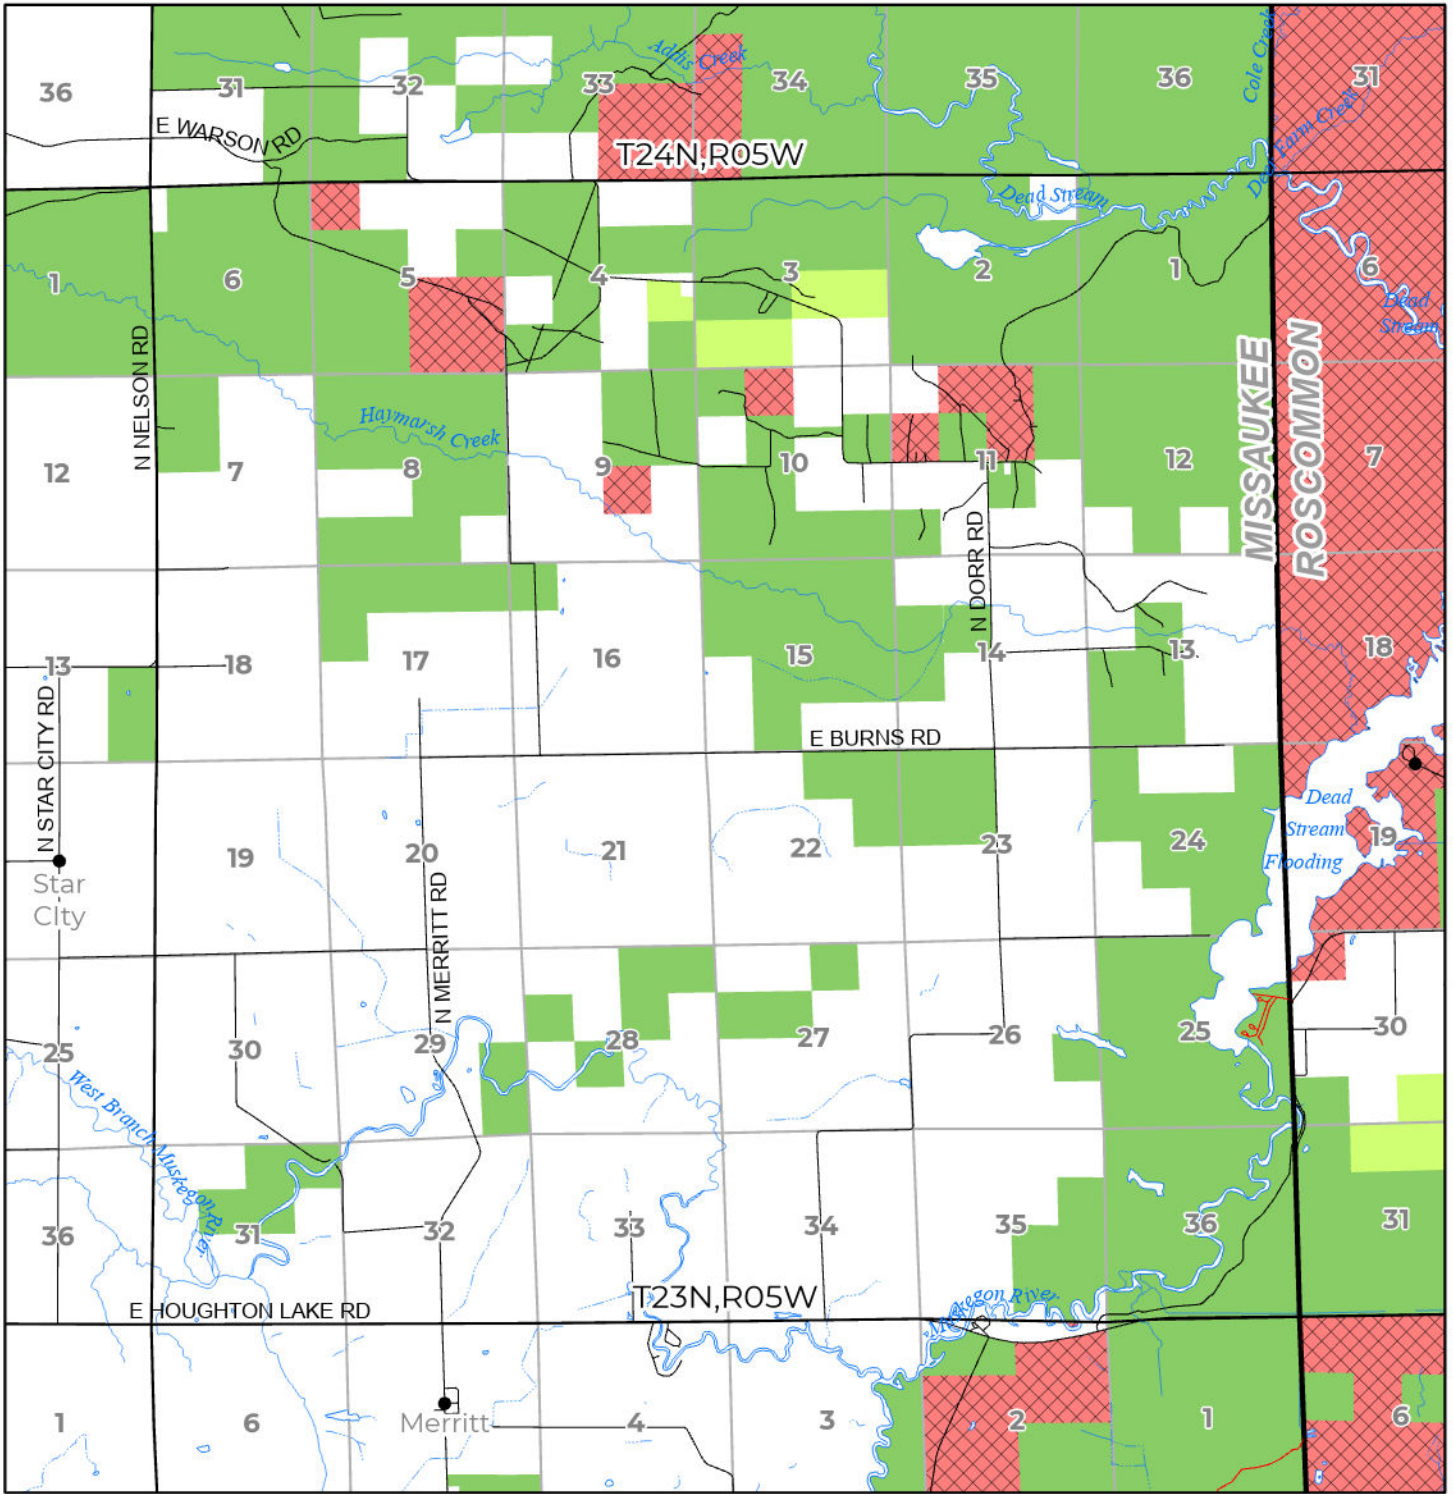 Addis Creek
Cole Creek
36
31
32
33
34
35
36
31
E WARSON RD
T24N,R05W
Deer Farm Creek
Dead Stream
1
6
5
4
3
2
1
6
Dead
Stream
N NELSON RD
MISSAUKEE
ROSCOMMON
Haymarsh Creek
12
7
8
9
10
11
12
7
N DORR RD
13
18
17
16
15
14
13
18
N STAR CITY RD
E BURNS RD
Dead
Stream
Flooding
19
20
21
22
23
24
19
Star
CIty
N MERRITT RD
25
30
29
28
27
26
25
30
West Branch Muskegon River
36
31
32
33
34
35
36
31
E HOUGHTON LAKE RD
T23N,R05W
Muskegon River
1
6
Merritt
4
3
2
1
6